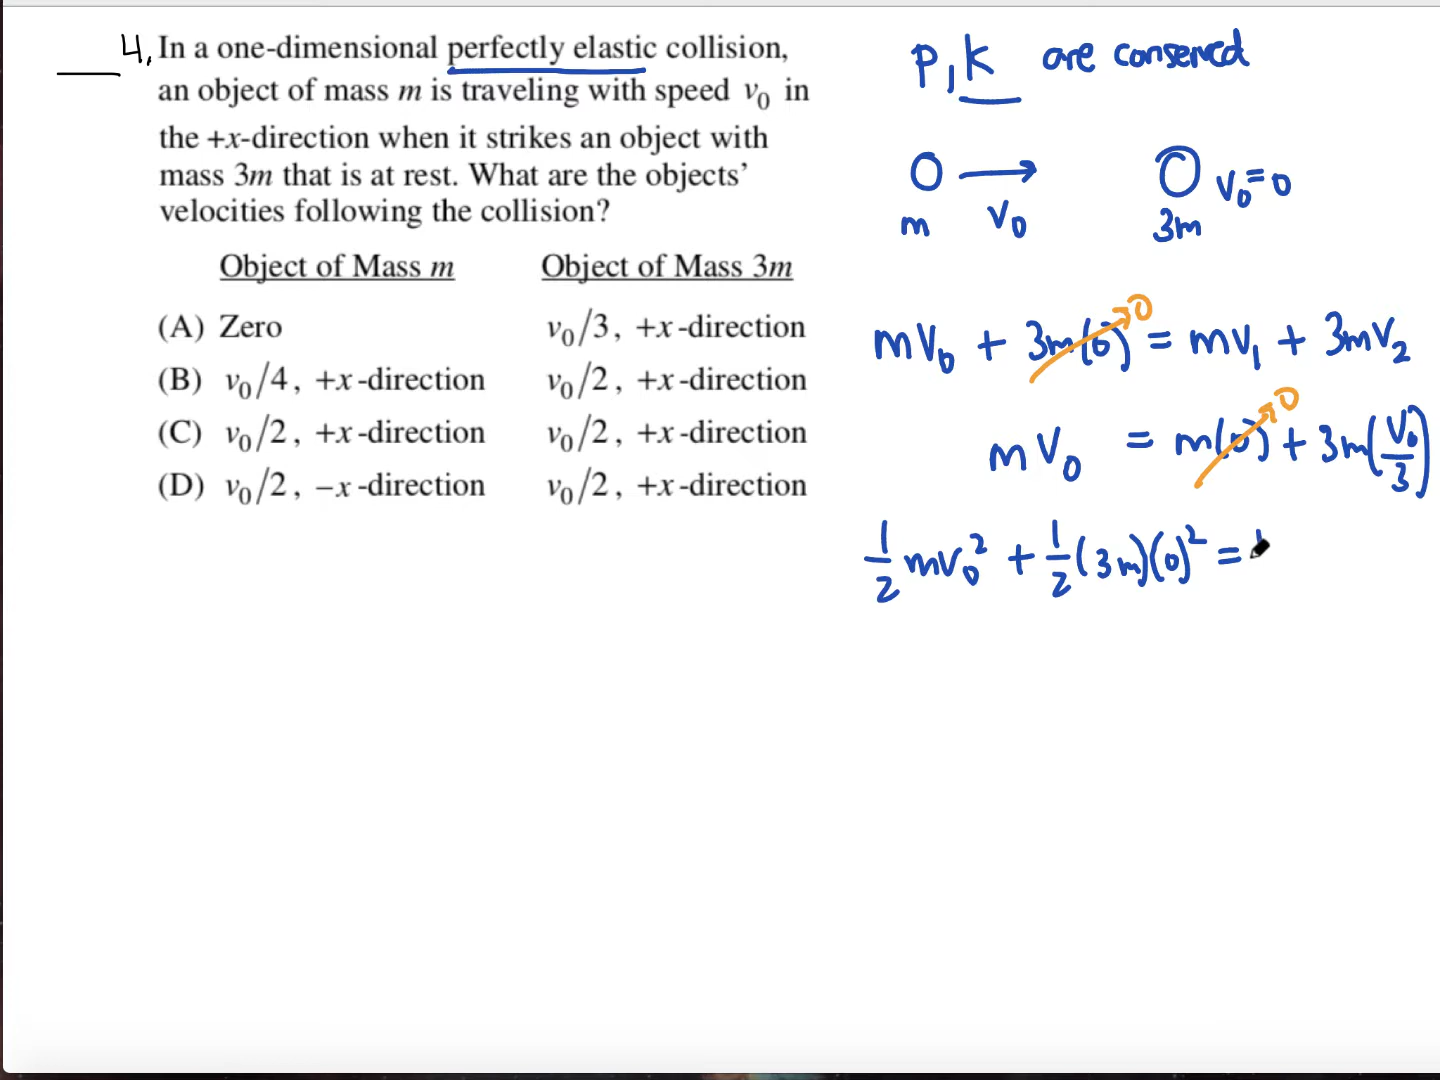 4. In a one-dimensional perfectly elastic collision,
an object of mass m is traveling with speed v₀ in
the +x-direction when it strikes an object with
mass 3m that is at rest. What are the objects’
velocities following the collision?
Object of Mass m Object of Mass 3m
(A) Zero v₀/3, +x-direction
(B) v₀/4, +x-direction v₀/2, +x-direction
(C) v₀/2, +x-direction v₀/2, +x-direction
(D) v₀/2, −x-direction v₀/2, +x-direction
P, K are conserved
m v₀ 3m v₀=0
mv₀ + 3m(0) = mv₁ + 3mv₂
0
mv₀ = m(0) + 3m(v₀/3)
0
1/2 mv₀² + 1/2 (3m)(0)² =